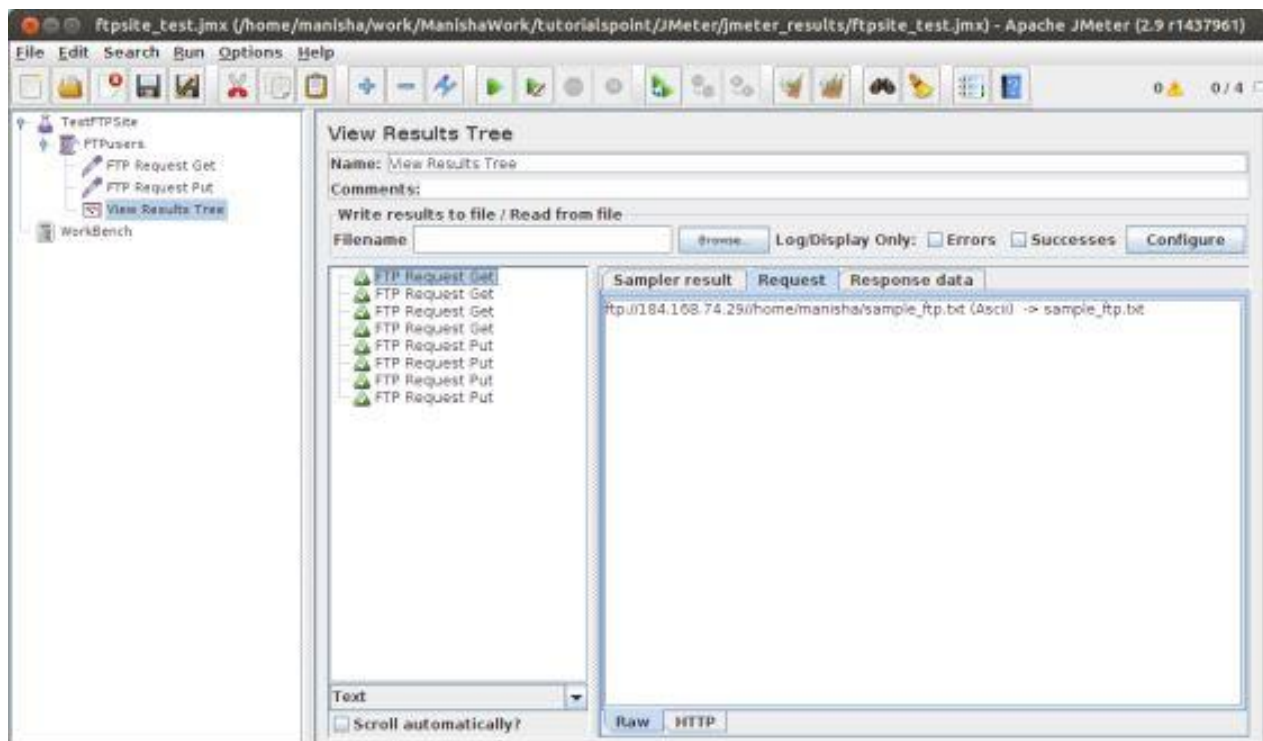 ftpsite_test.jmx (/home/manisha/work/ManishaWork/tutorialspoint/JMeter/jmeter_results/ftpsite_test.jmx) - Apache JMeter (2.9 r1437961)
File Edit Search Run Options Help
0 0 / 4
TestFTPSite
FTPusers
FTP Request Get
FTP Request Put
View Results Tree
WorkBench
View Results Tree
Name: View Results Tree
Comments:
Write results to file / Read from file
Filename Browse... Log/Display Only: Errors Successes Configure
FTP Request Get
FTP Request Get
FTP Request Get
FTP Request Get
FTP Request Put
FTP Request Put
FTP Request Put
FTP Request Put
Text
Scroll automatically?
Sampler result Request Response data
ftp://184.168.74.29//home/manisha/sample_ftp.txt (Ascii) -> sample_ftp.txt
Raw HTTP